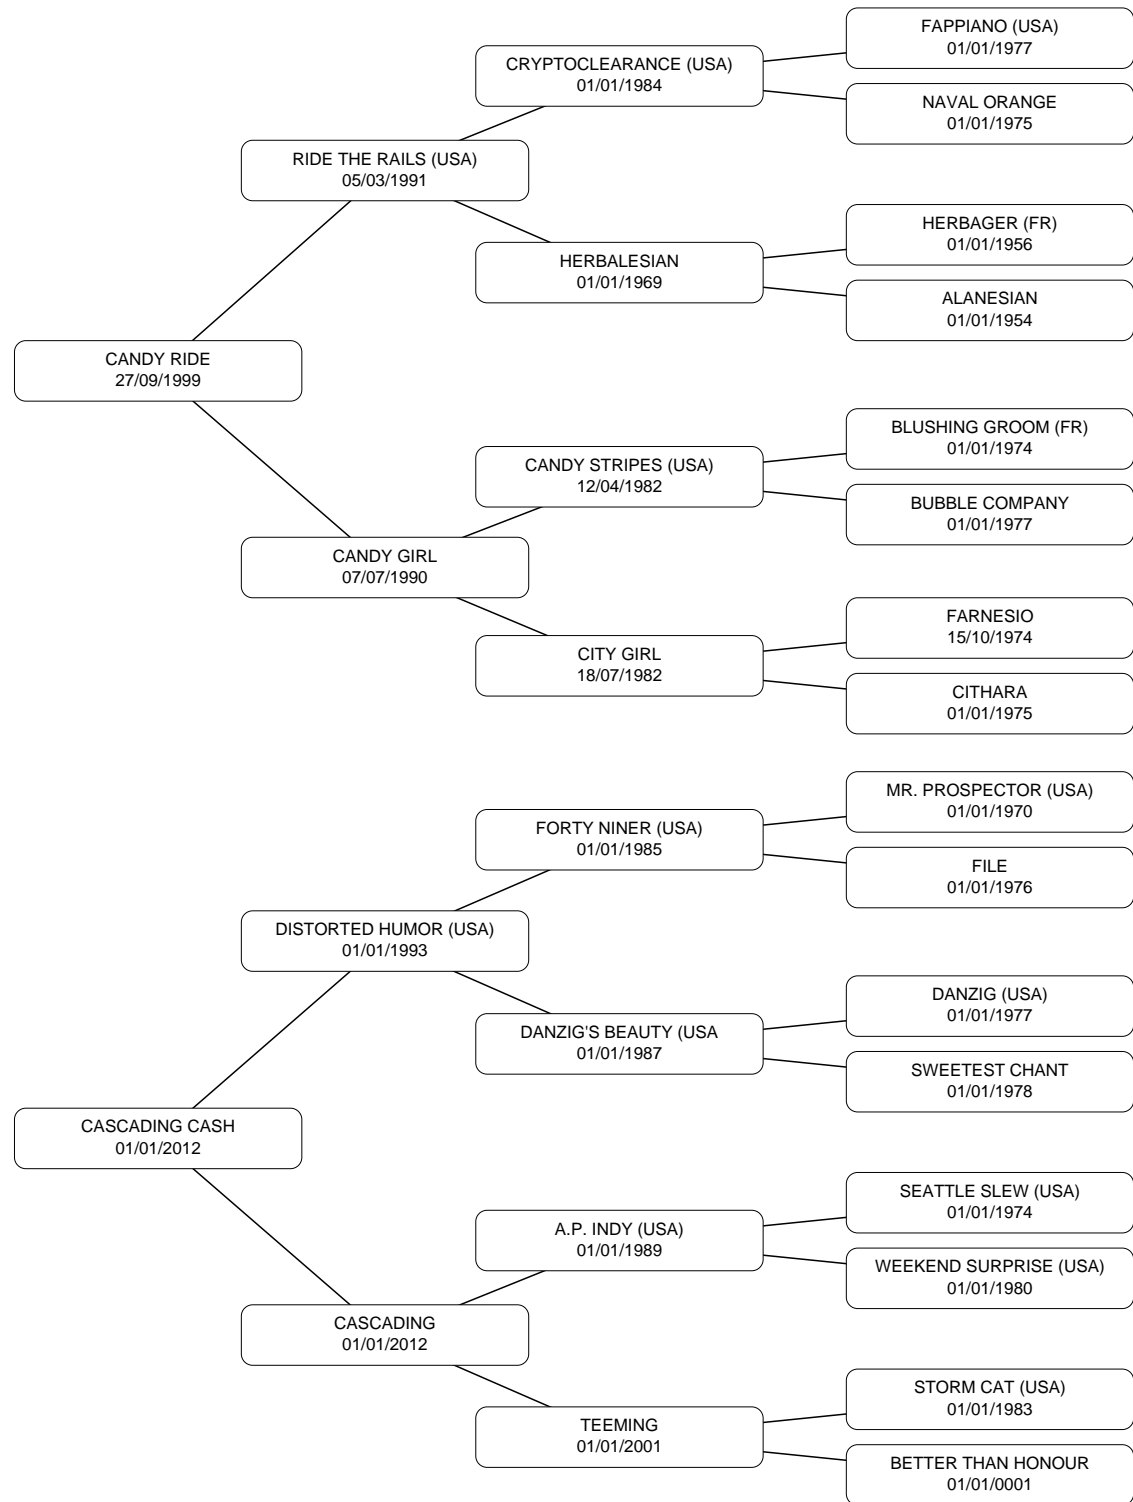 FAPPIANO (USA)
01/01/1977
CRYPTOCLEARANCE (USA)
01/01/1984
NAVAL ORANGE
01/01/1975
RIDE THE RAILS (USA)
05/03/1991
HERBAGER (FR)
01/01/1956
HERBALESIAN
01/01/1969
ALANESIAN
01/01/1954
CANDY RIDE
27/09/1999
BLUSHING GROOM (FR)
01/01/1974
CANDY STRIPES (USA)
12/04/1982
BUBBLE COMPANY
01/01/1977
CANDY GIRL
07/07/1990
FARNESIO
15/10/1974
CITY GIRL
18/07/1982
CITHARA
01/01/1975
MR. PROSPECTOR (USA)
01/01/1970
FORTY NINER (USA)
01/01/1985
FILE
01/01/1976
DISTORTED HUMOR (USA)
01/01/1993
DANZIG (USA)
01/01/1977
DANZIG'S BEAUTY (USA
01/01/1987
SWEETEST CHANT
01/01/1978
CASCADING CASH
01/01/2012
SEATTLE SLEW (USA)
01/01/1974
A.P. INDY (USA)
01/01/1989
WEEKEND SURPRISE (USA)
01/01/1980
CASCADING
01/01/2012
STORM CAT (USA)
01/01/1983
TEEMING
01/01/2001
BETTER THAN HONOUR
01/01/0001